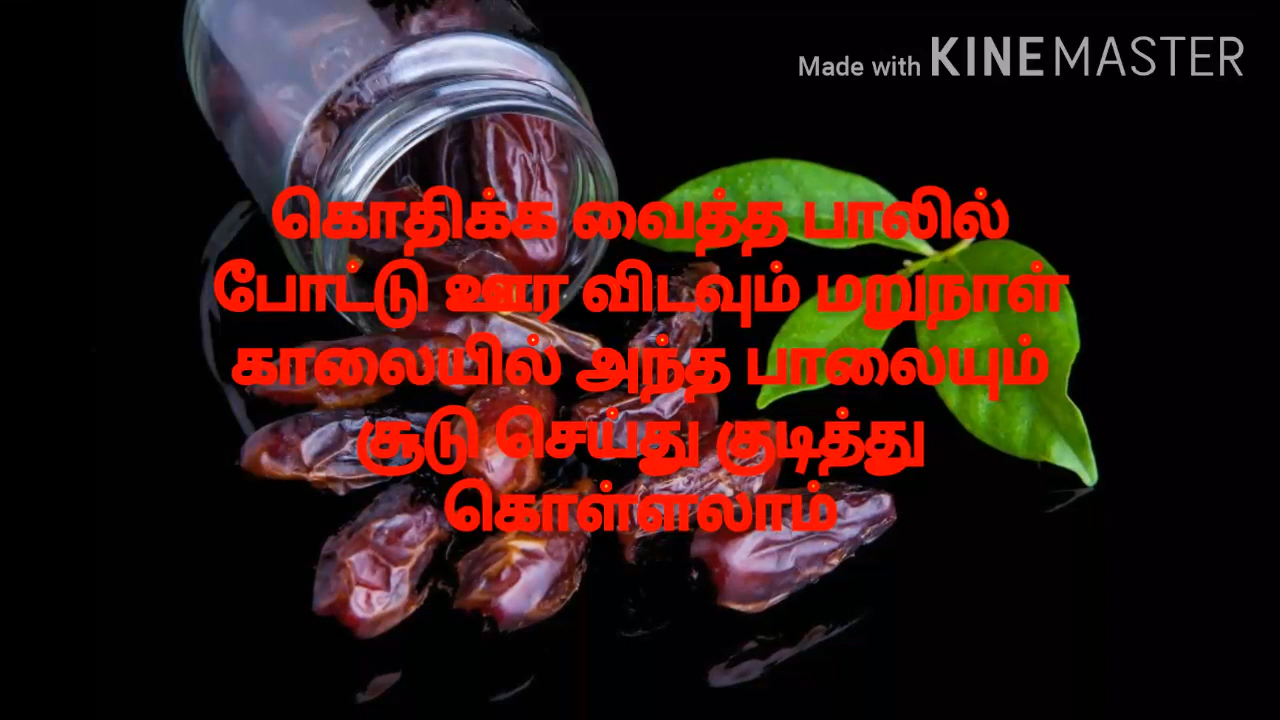 Made with KINEMASTER
கொதிக்க வைத்த பாலில்
போட்டு ஊர விடவும் மறுநாள்
காலையில் அந்த பாலையும்
சூடு செய்து குடித்து
கொள்ளலாம்